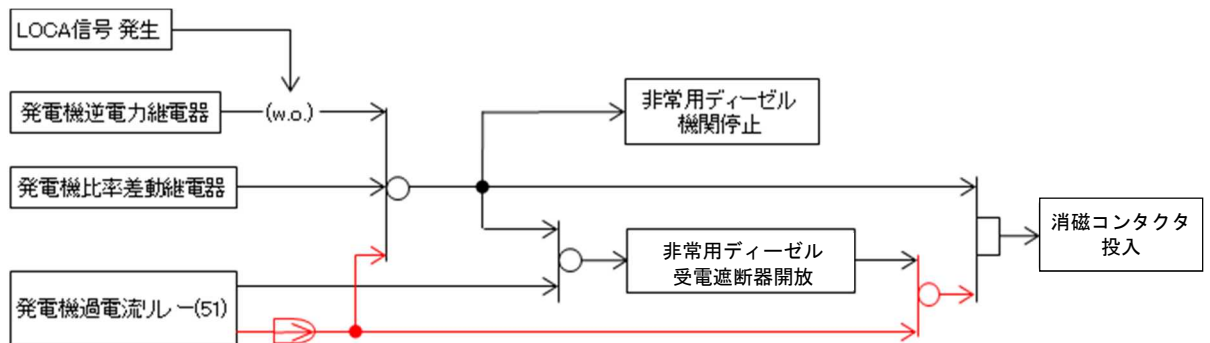 LOCA信号 発生
発電機逆電力継電器
(w.o.)
非常用ディーゼル
機関停止
発電機比率差動継電器
消磁コンタクタ
投入
非常用ディーゼル
受電遮断器開放
発電機過電流リレー(51)